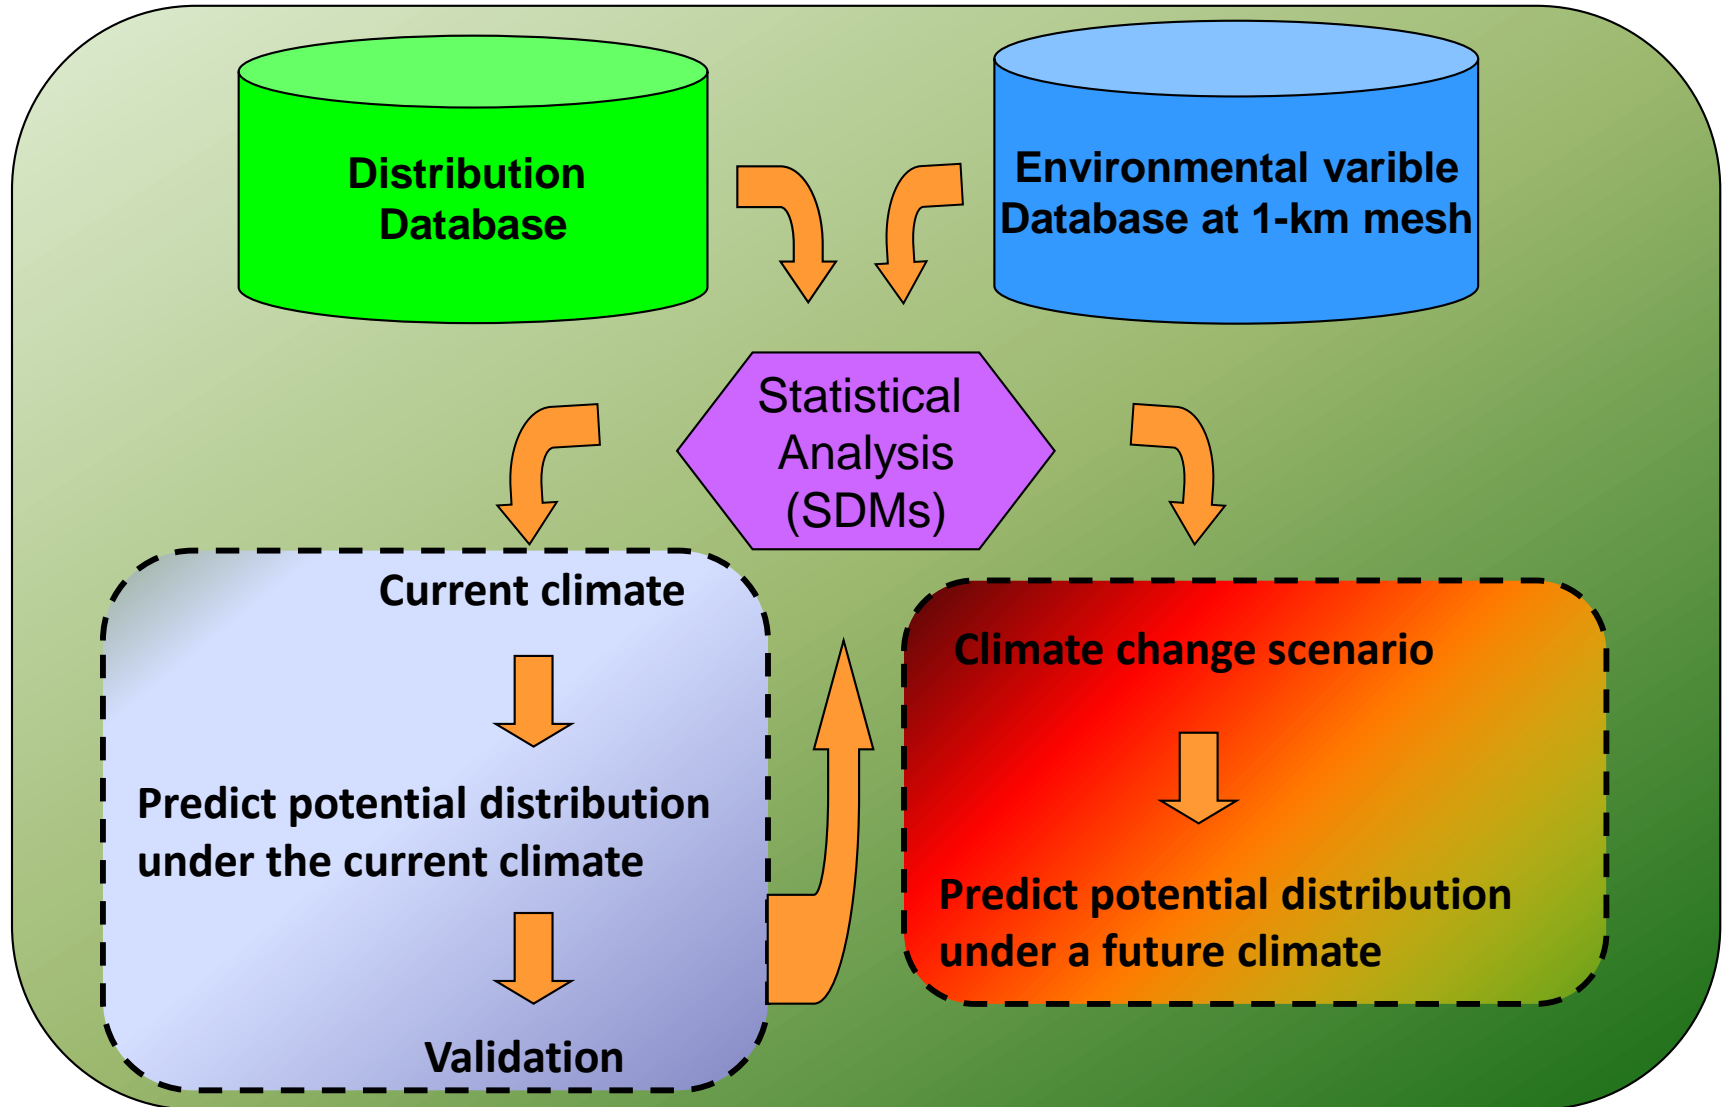 Distribution
Database
Environmental varible
Database at 1-km mesh
Statistical
Analysis
(SDMs)
Current climate
Predict potential distribution
under the current climate
Validation
Climate change scenario
Predict potential distribution
under a future climate